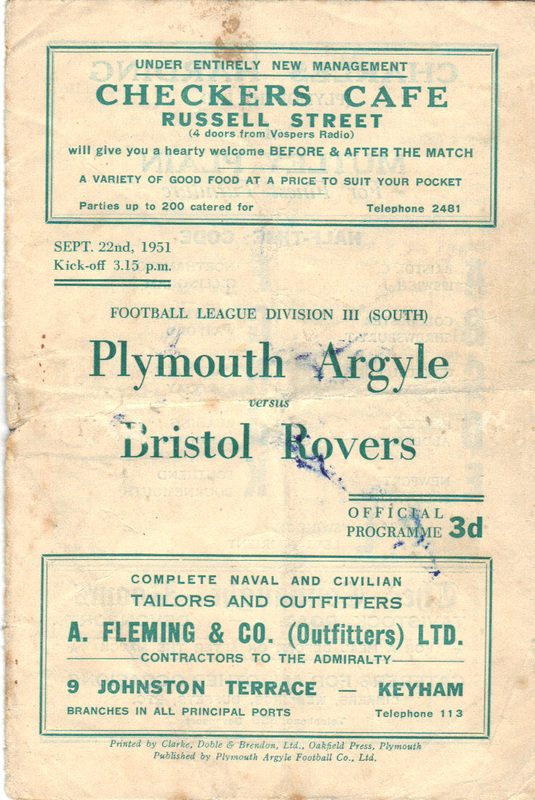 UNDER ENTIRELY NEW MANAGEMENT
CHECKERS CAFE
RUSSELL STREET
(4 doors from Vospers Radio)
will give you a hearty welcome BEFORE & AFTER THE MATCH
A VARIETY OF GOOD FOOD AT A PRICE TO SUIT YOUR POCKET
Parties up to 200 catered for Telephone 2481
SEPT. 22nd, 1951
Kick-off 3.15 p.m.
FOOTBALL LEAGUE DIVISION III (SOUTH)
Plymouth Argyle
versus
Bristol Rovers
OFFICIAL
PROGRAMME 3d
COMPLETE NAVAL AND CIVILIAN
TAILORS AND OUTFITTERS
A. FLEMING & CO. (Outfitters) LTD.
CONTRACTORS TO THE ADMIRALTY
9 JOHNSTON TERRACE — KEYHAM
BRANCHES IN ALL PRINCIPAL PORTS Telephone 113
Printed by Clarke, Doble & Brendon, Ltd., Oakfield Press, Plymouth
Published by Plymouth Argyle Football Co., Ltd.